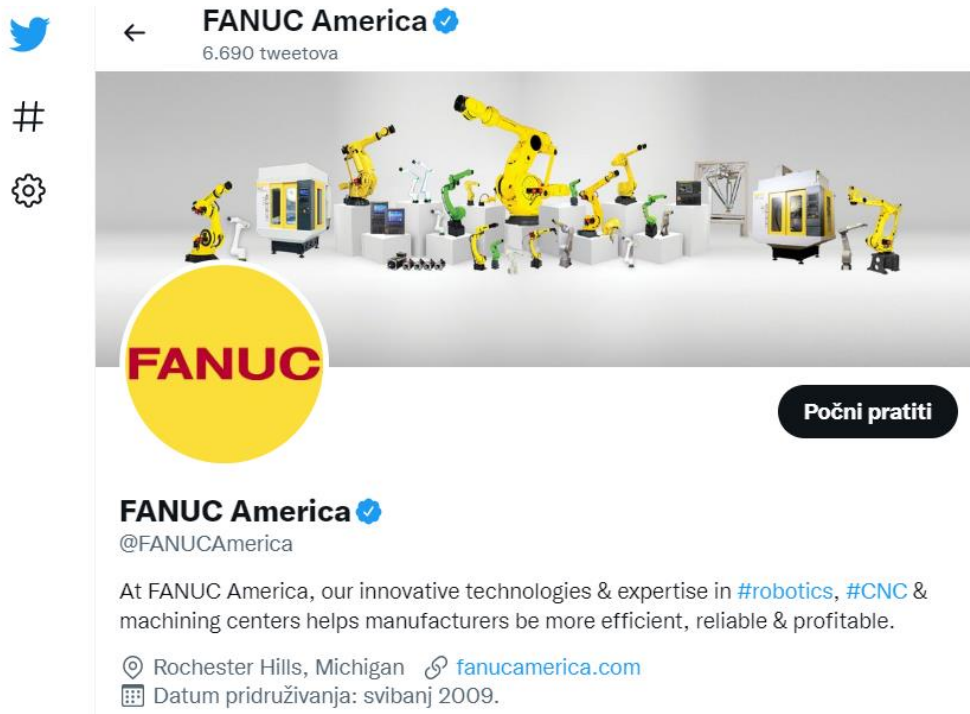 FANUC America
6.690 tweetova
FANUC
Počni pratiti
FANUC America
@FANUCAmerica
At FANUC America, our innovative technologies & expertise in #robotics, #CNC &
machining centers helps manufacturers be more efficient, reliable & profitable.
Rochester Hills, Michigan fanucamerica.com
Datum pridruživanja: svibanj 2009.